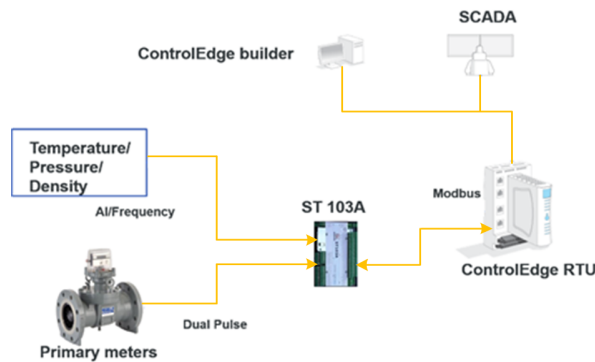 SCADA
ControlEdge builder
Temperature/
Pressure/
Density
AI/Frequency
ST 103A
Modbus
ControlEdge RTU
Dual Pulse
Primary meters